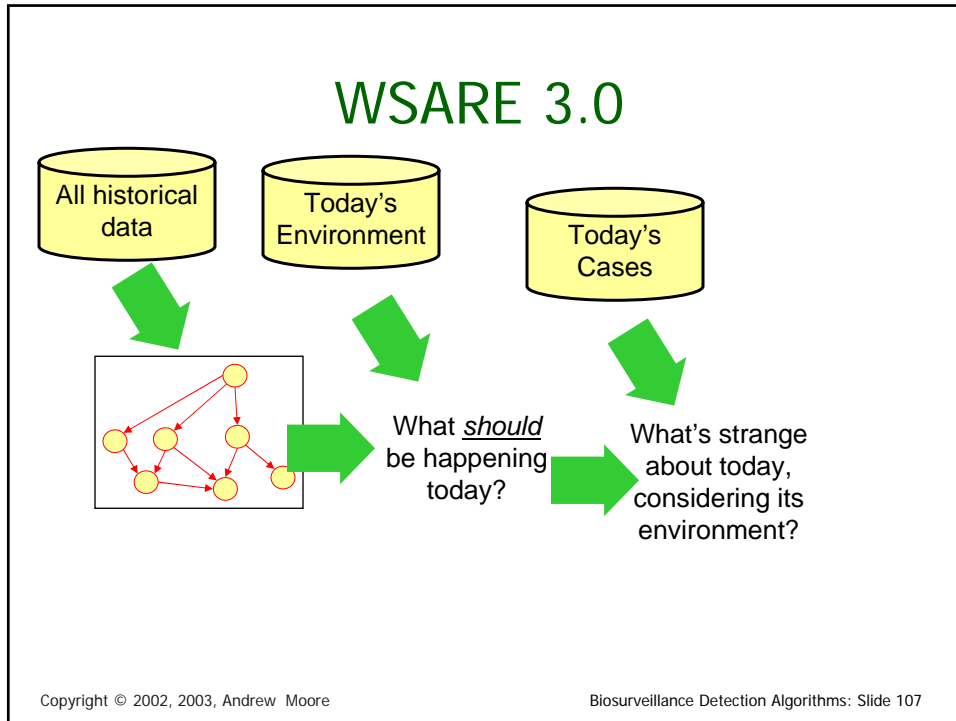 WSARE 3.0
All historical
data
Today's
Environment
Today's
Cases
What should
be happening
today?
What's strange
about today,
considering its
environment?
Copyright © 2002, 2003, Andrew Moore
Biosurveillance Detection Algorithms: Slide 107